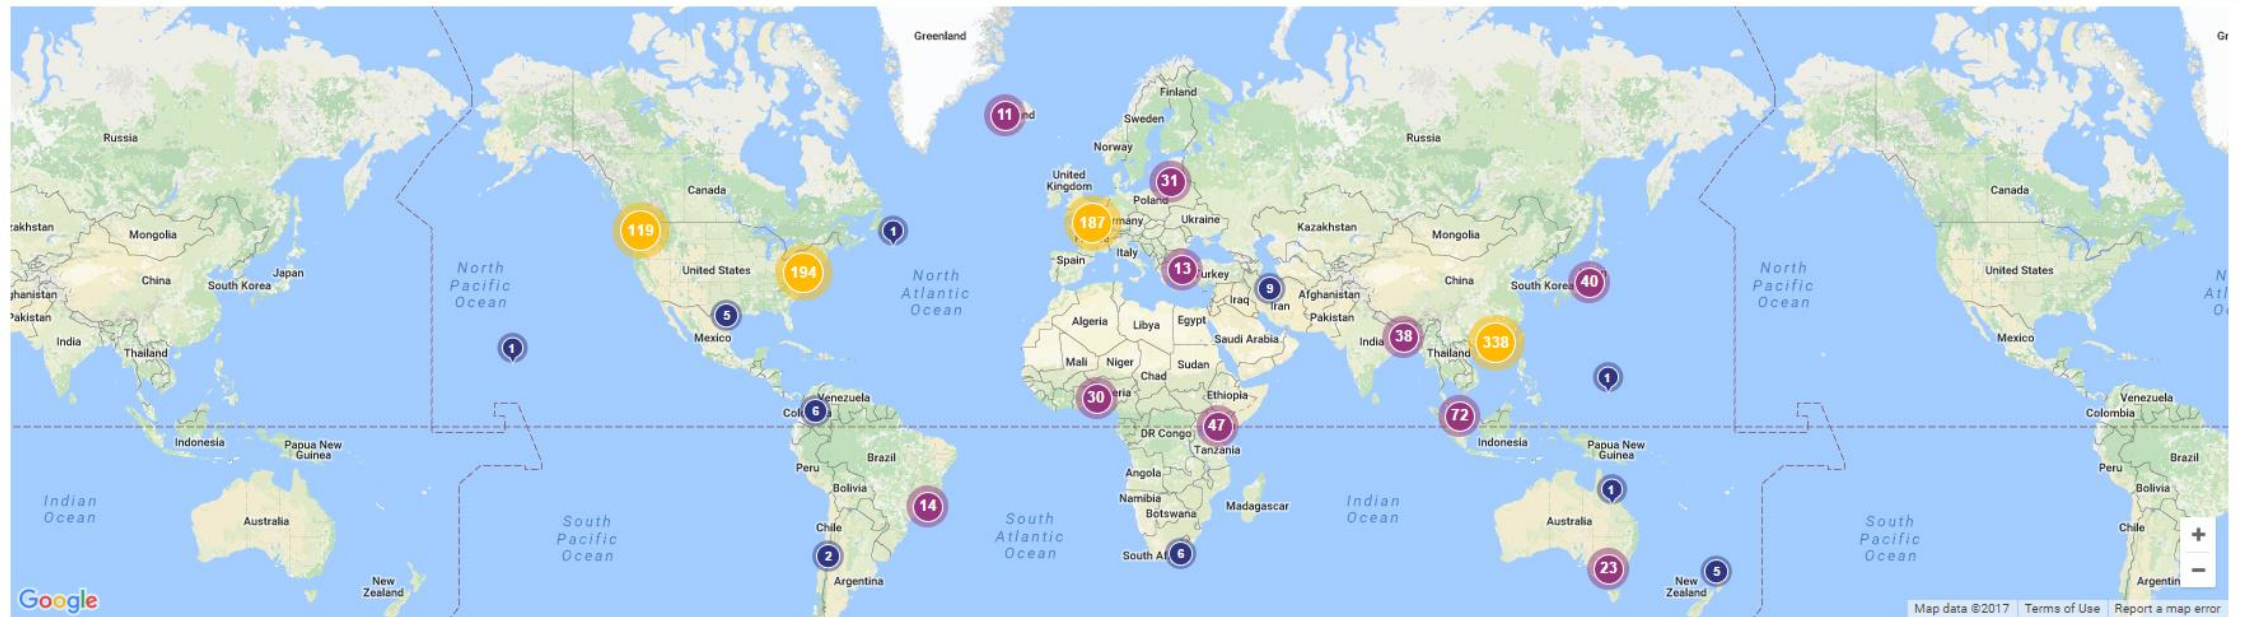 Greenland
Gr
11
nd
Finland
Sweden
Russia
Russia
Norway
United
Kingdom
31
Canada
Canada
Poland
187
rmany
Ukraine
119
1
zakhstan
Mongolia
Kazakhstan
Mongolia
Italy
Spain
North
Pacific
Ocean
United States
194
North
Atlantic
Ocean
13
urkey
China
Japan
South Korea
9
Iraq
Iran
Afghanistan
Pakistan
China
South Korea
40
North
Pacific
Ocean
United States
N
Atl
O
ghanistan
Pakistan
5
Mexico
Algeria
Libya
Egypt
Saudi Arabia
India
38
338
Thailand
Mexico
India
Thailand
1
Mali
Niger
Chad
Sudan
1
Venezuela
6
30
eria
Ethiopia
72
Venezuela
Colombia
47
DR Congo
Tanzania
Indonesia
Papua New
Guinea
Indonesia
Papua New
Guinea
Brazil
Peru
Angola
Peru
Brazil
Bolivia
1
Bolivia
Indian
Ocean
14
Namibia
Botswana
Madagascar
Indian
Ocean
Australia
Australia
South
Pacific
Ocean
Chile
South
Atlantic
Ocean
South
Pacific
Ocean
Chile
+
2
South Af
6
23
5
−
New
Zealand
Argentina
New
Zealand
Argentin
Google
Map data ©2017
Terms of Use
Report a map error